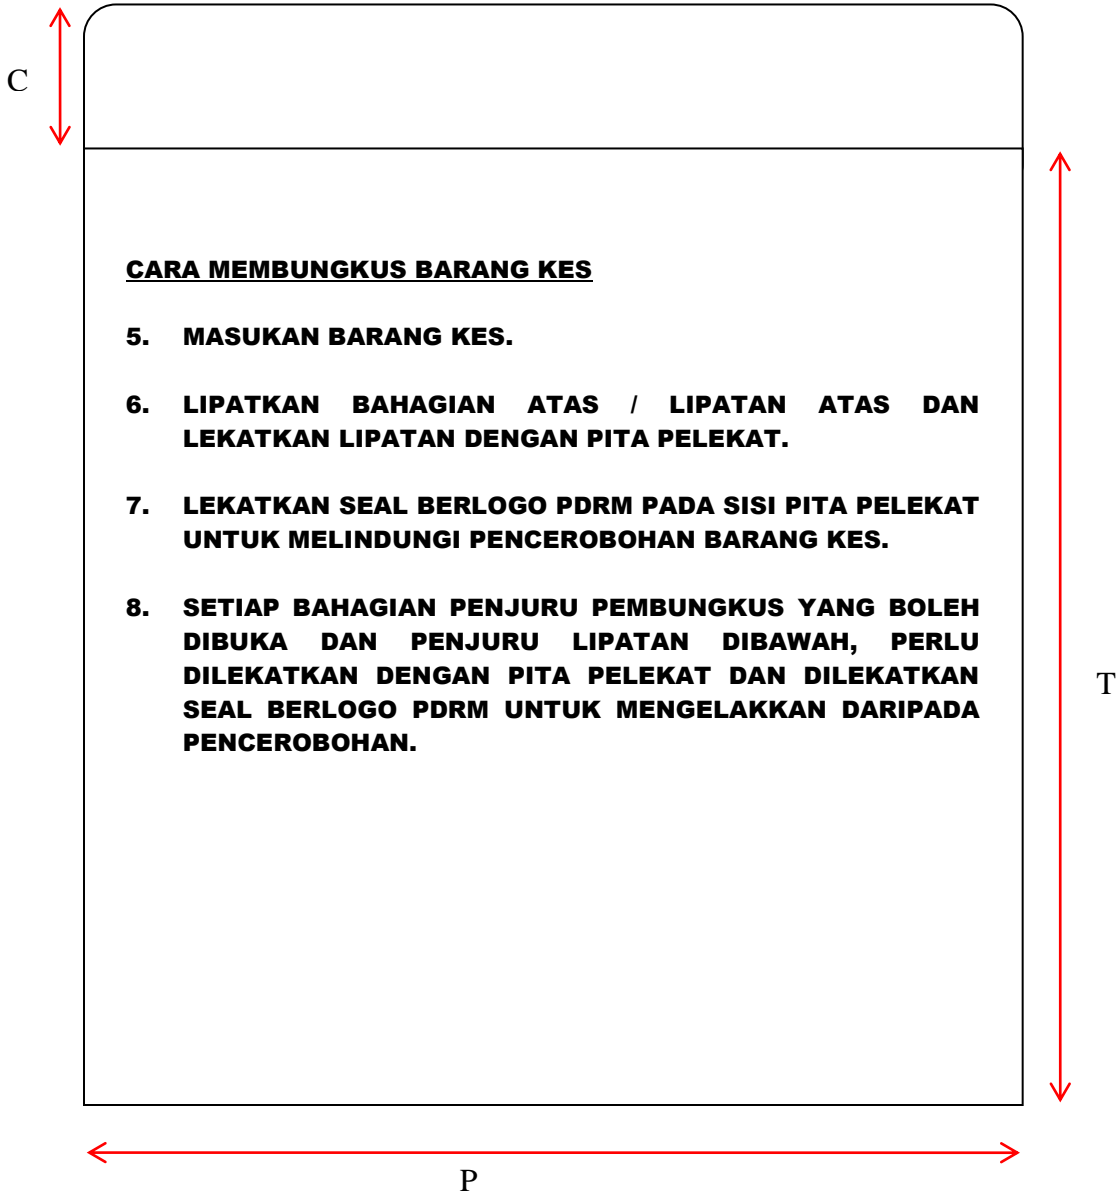 C
CARA MEMBUNGKUS BARANG KES
5. MASUKAN BARANG KES.
6. LIPATKAN BAHAGIAN ATAS / LIPATAN ATAS DAN
LEKATKAN LIPATAN DENGAN PITA PELEKAT.
7. LEKATKAN SEAL BERLOGO PDRM PADA SISI PITA PELEKAT
UNTUK MELINDUNGI PENCEROBOHAN BARANG KES.
8. SETIAP BAHAGIAN PENJURU PEMBUNGKUS YANG BOLEH
DIBUKA DAN PENJURU LIPATAN DIBAWAH, PERLU
DILEKATKAN DENGAN PITA PELEKAT DAN DILEKATKAN
SEAL BERLOGO PDRM UNTUK MENGELAKKAN DARIPADA
PENCEROBOHAN.
T
P